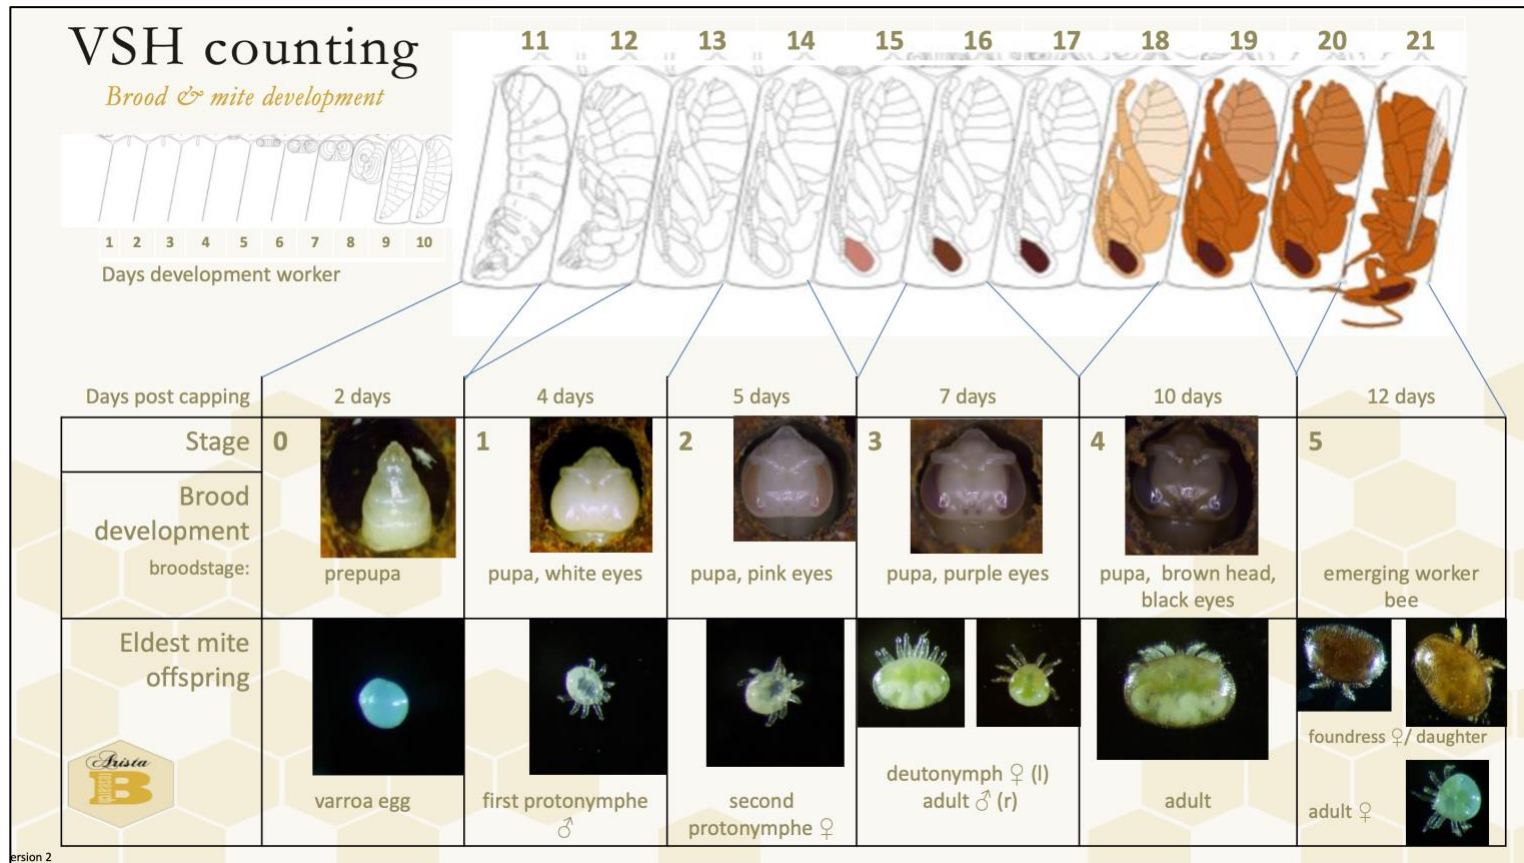 VSH counting
Brood & mite development
11 12 13 14 15 16 17 18 19 20 21
1 2 3 4 5 6 7 8 9 10
Days development worker
Days post capping 2 days 4 days 5 days 7 days 10 days 12 days
Stage 0 1 2 3 4 5
Brood
development
broodstage:
prepupa
pupa, white eyes
pupa, pink eyes
pupa, purple eyes
pupa, brown head,
black eyes
emerging worker
bee
Eldest mite
offspring
varroa egg
first protonymphe
♂
second
protonymphe ♀
deutonymph ♀ (l)
adult ♂ (r)
adult
foundress ♀/ daughter
adult ♀
Arista
B
ersion 2